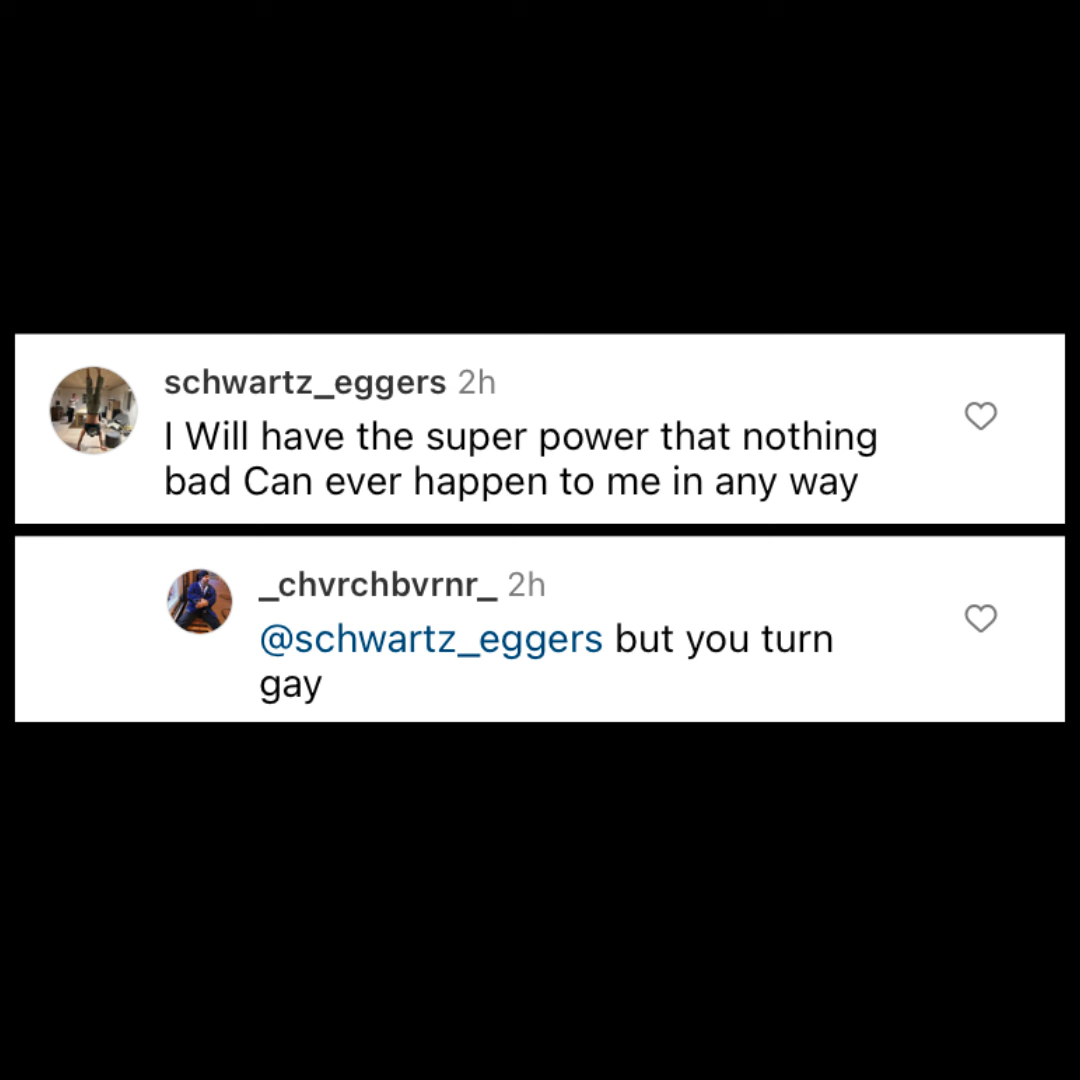 schwartz_eggers 2h
I Will have the super power that nothing
bad Can ever happen to me in any way
_chvrchbvrnr_ 2h
@schwartz_eggers but you turn
gay